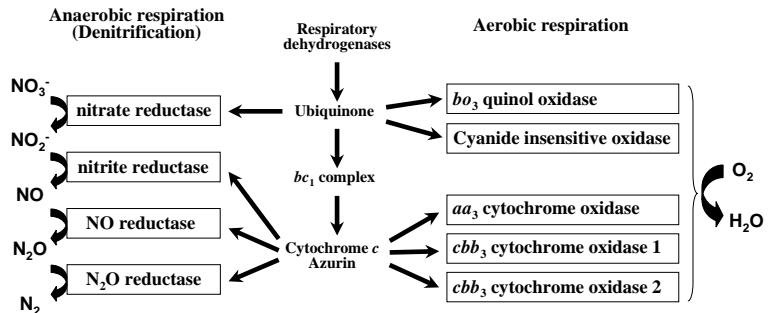 Anaerobic respiration
(Denitrification)
NO₃⁻
nitrate reductase
NO₂⁻
nitrite reductase
NO
NO reductase
N₂O
N₂O reductase
N₂
Respiratory
dehydrogenases
Ubiquinone
bc₁ complex
Cytochrome c
Azurin
Aerobic respiration
bo₃ quinol oxidase
Cyanide insensitive oxidase
aa₃ cytochrome oxidase
cbb₃ cytochrome oxidase 1
cbb₃ cytochrome oxidase 2
O₂
H₂O